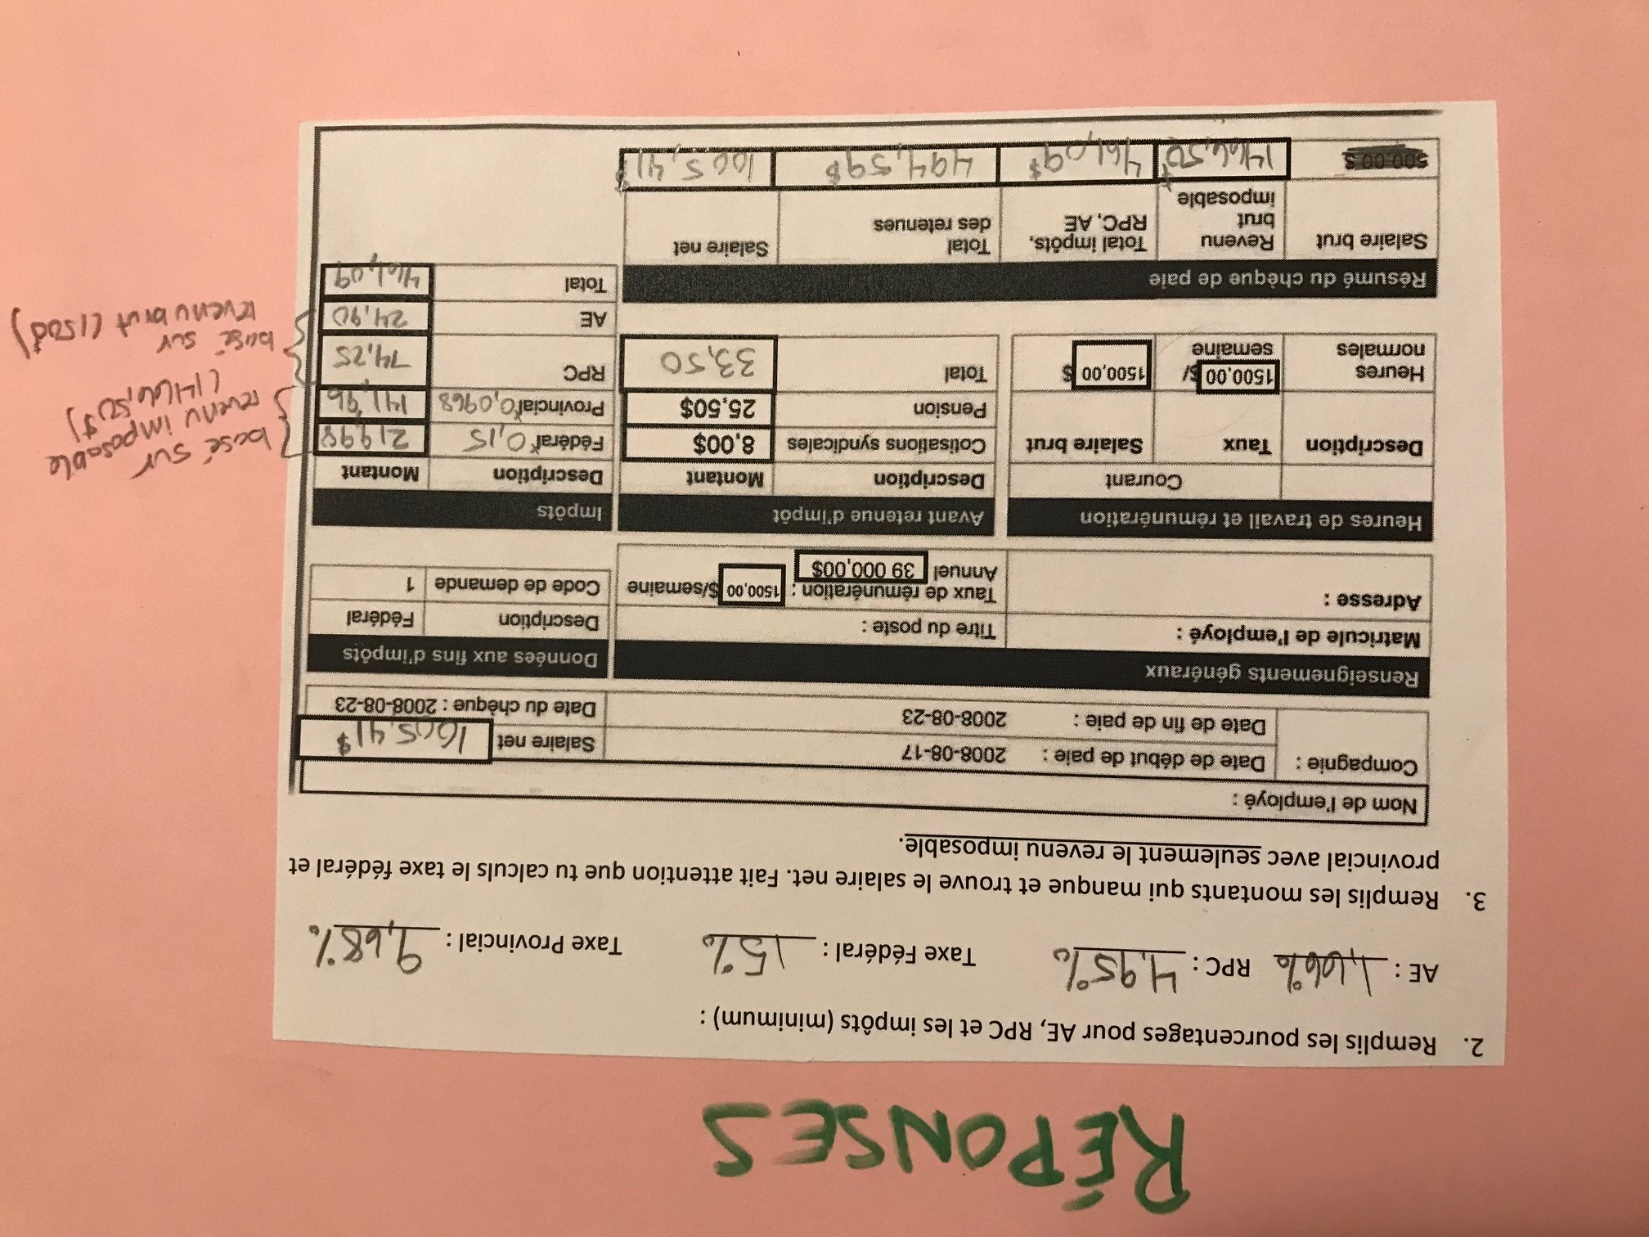 RÉPONSES
2. Remplis les pourcentages pour AE, RPC et les impôts (minimum) :
AE : 1,66% RPC : 4,95% Taxe Fédéral : 15% Taxe Provincial : 9,68%
3. Remplis les montants qui manque et trouve le salaire net. Fait attention que tu calculs le taxe fédéral et
provincial avec seulement le revenu imposable.
Nom de l'employé :
Compagnie :
Date de début de paie : 2008-08-17
Date de fin de paie : 2008-08-23
Salaire net 1005,41$
Date du chèque : 2008-08-23
Renseignements généraux
Matricule de l'employé :
Titre du poste :
Adresse :
Taux de rémunération : 1500,00 $/semaine
Annuel 39 000,00$
Données aux fins d'impôts
Description Fédéral
Code de demande 1
Heures de travail et rémunération
Courant
Description Taux Salaire brut
Heures normales 1500,00 $/semaine 1500,00 $
Avant retenue d'impôt
Description Montant
Cotisations syndicales 8,00$
Pension 25,50$
Total 33,50
Impôts
Description Montant
Fédéral 0,15 219,98
Provincial 0,0968 141,96
RPC 74,25
AE 24,90
Total 461,09
basé sur
revenu imposable
(1466,50$)
basé sur
revenu brut (1500$)
Résumé du chèque de paie
Salaire brut
Revenu brut imposable
Total impôts, RPC, AE
Total des retenues
Salaire net
500,00 $ 1466,50$ 461,09$ 494,59$ 1005,41$